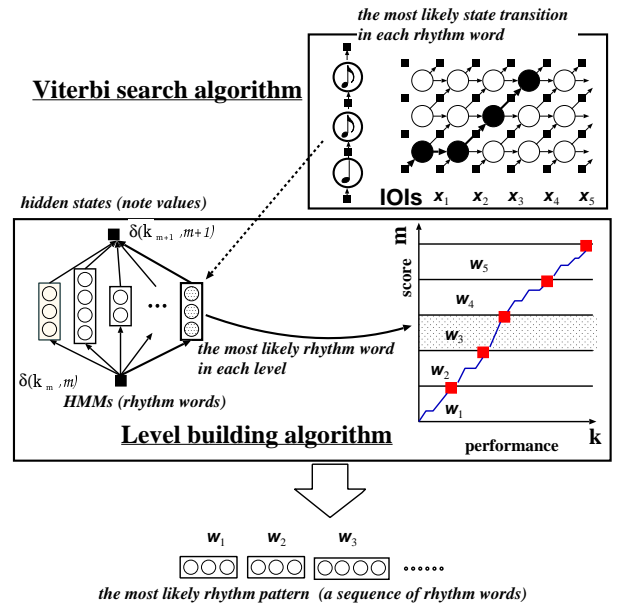 the most likely state transition
in each rhythm word
Viterbi search algorithm
IOIs x1 x2 x3 x4 x5
hidden states (note values)
δ(k m+1 ,m+1)
m
score
w5
w4
w3
w2
w1
the most likely rhythm word
in each level
δ(k m ,m)
HMMs (rhythm words)
Level building algorithm
k
performance
w1 w2 w3
the most likely rhythm pattern (a sequence of rhythm words)